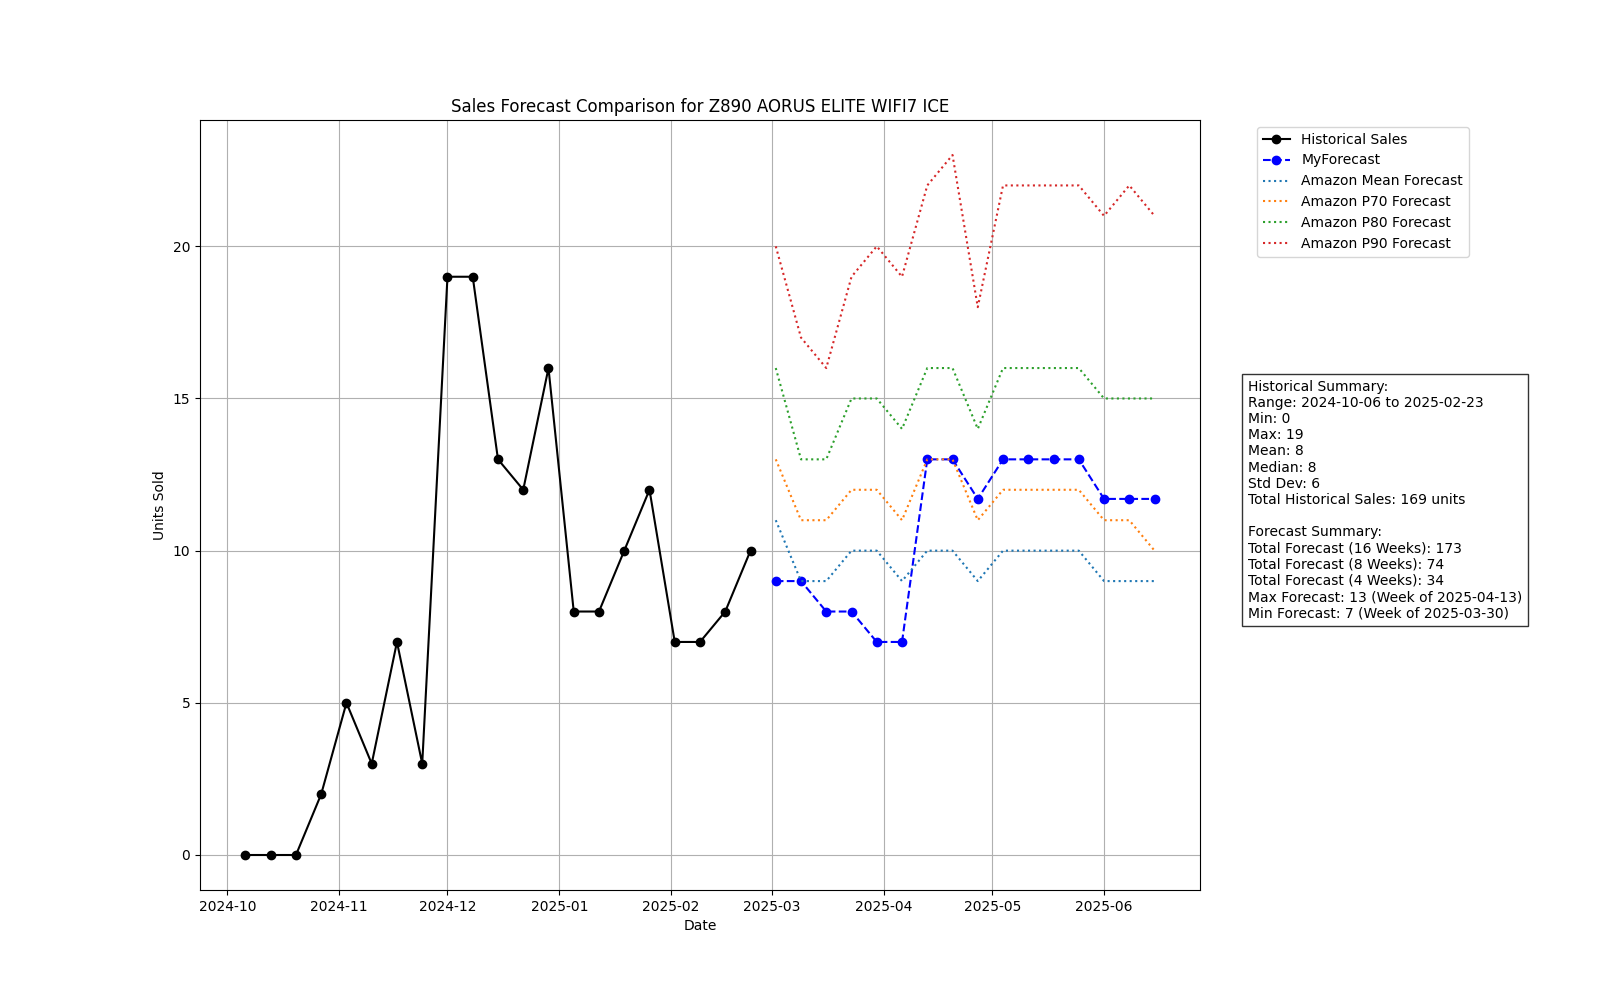 Sales Forecast Comparison for Z890 AORUS ELITE WIFI7 ICE
Historical Sales
MyForecast
Amazon Mean Forecast
Amazon P70 Forecast
Amazon P80 Forecast
Amazon P90 Forecast
20
15
10
5
0
Units Sold
2024-10
2024-11
2024-12
2025-01
2025-02
2025-03
2025-04
2025-05
2025-06
Date
Historical Summary:
Range: 2024-10-06 to 2025-02-23
Min: 0
Max: 19
Mean: 8
Median: 8
Std Dev: 6
Total Historical Sales: 169 units
Forecast Summary:
Total Forecast (16 Weeks): 173
Total Forecast (8 Weeks): 74
Total Forecast (4 Weeks): 34
Max Forecast: 13 (Week of 2025-04-13)
Min Forecast: 7 (Week of 2025-03-30)